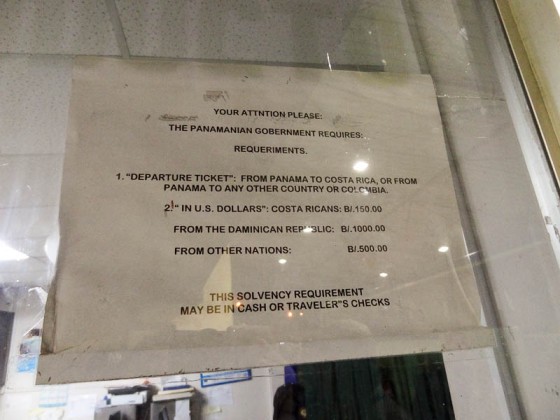 YOUR ATTNTION PLEASE:
THE PANAMANIAN GOBERNMENT REQUIRES:
REQUERIMENTS.
1. "DEPARTURE TICKET": FROM PANAMA TO COSTA RICA, OR FROM
PANAMA TO ANY OTHER COUNTRY OR COLOMBIA.
2." IN U.S. DOLLARS": COSTA RICANS: B/.150.00
FROM THE DAMINICAN REPUBLIC: B/.1000.00
FROM OTHER NATIONS: B/.500.00
THIS SOLVENCY REQUIREMENT
MAY BE IN CASH OR TRAVELER"S CHECKS